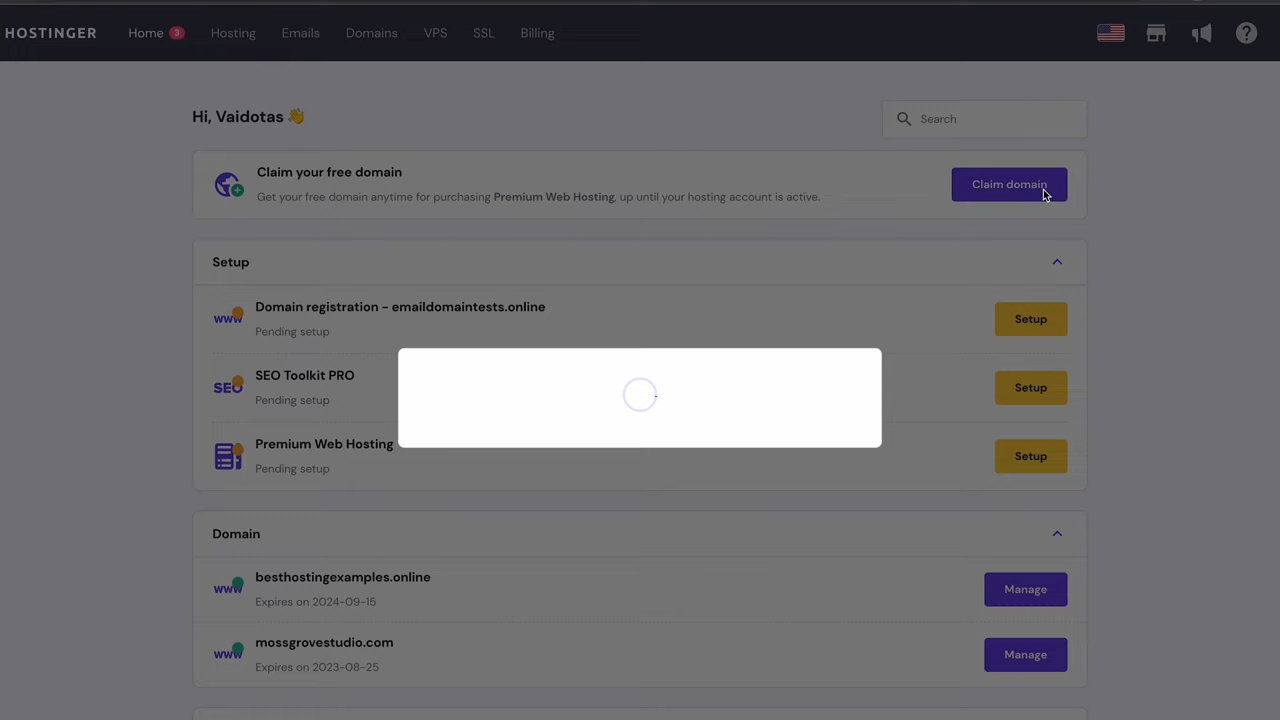 HOSTINGER Home 3 Hosting Emails Domains VPS SSL Billing
Hi, Vaidotas 👋
Search
Claim your free domain
Get your free domain anytime for purchasing Premium Web Hosting, up until your hosting account is active.
Claim domain
Setup
Domain registration - emaildomaintests.online
Pending setup
Setup
SEO SEO Toolkit PRO
Pending setup
Setup
Premium Web Hosting
Pending setup
Setup
Domain
www besthostingexamples.online
Expires on 2024-09-15
Manage
www mossgrovestudio.com
Expires on 2023-08-25
Manage